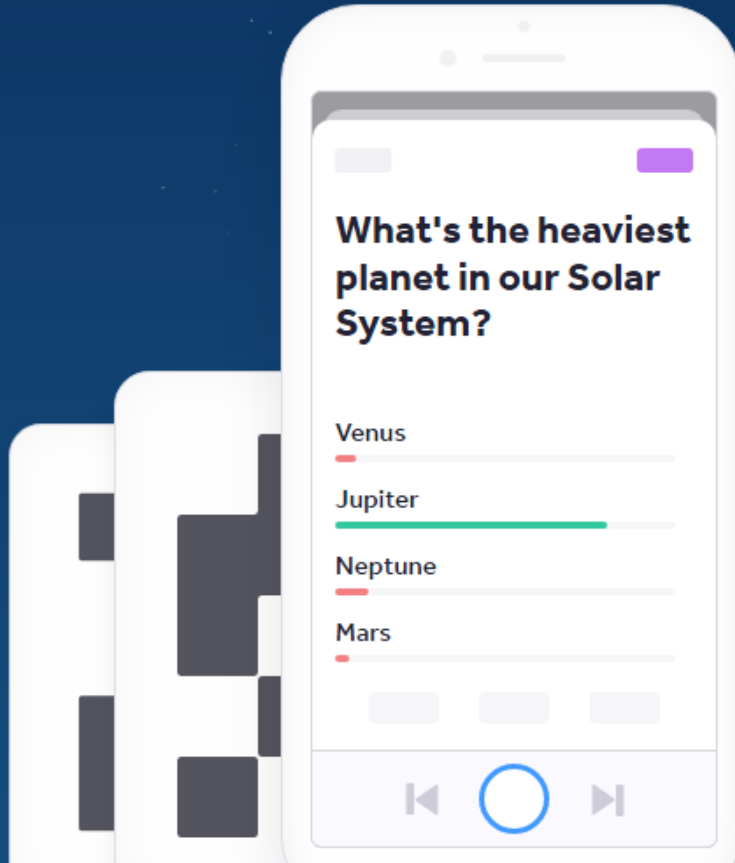 What's the heaviest
planet in our Solar
System?
Venus
Jupiter
Neptune
Mars